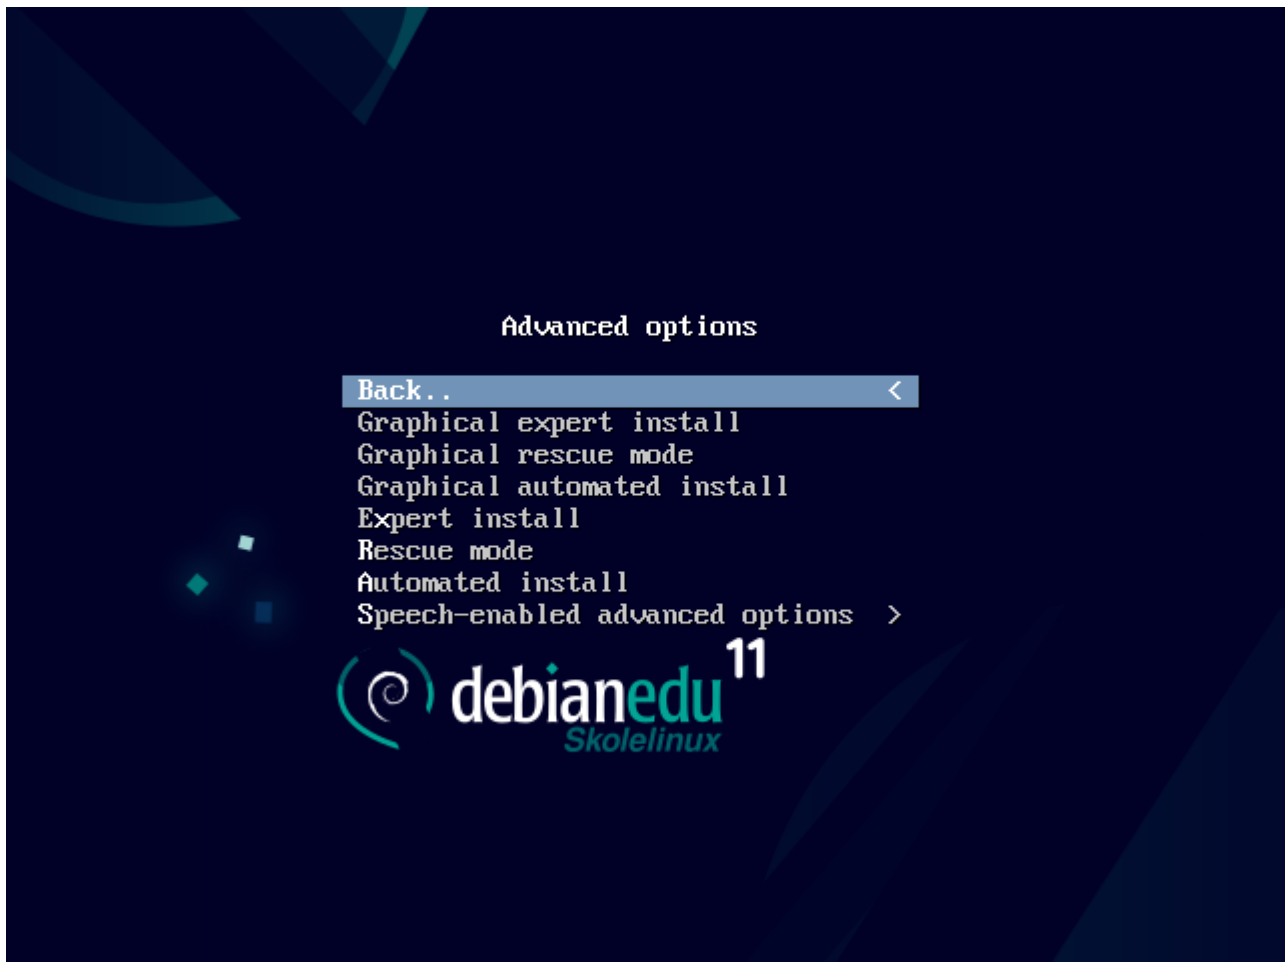 Advanced options
Back.. <
Graphical expert install
Graphical rescue mode
Graphical automated install
Expert install
Rescue mode
Automated install
Speech-enabled advanced options >
debianedu 11
Skolelinux